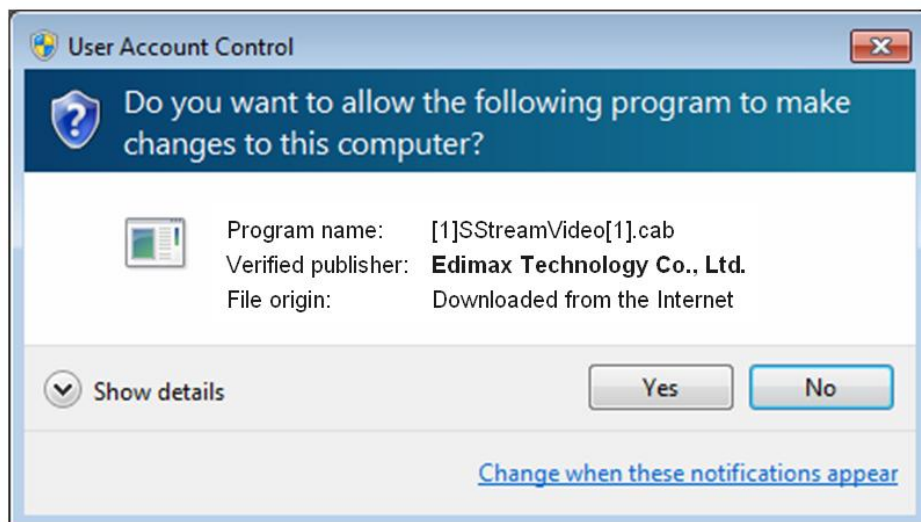 User Account Control
Do you want to allow the following program to make
changes to this computer?
Program name: [1]SStreamVideo[1].cab
Verified publisher: Edimax Technology Co., Ltd.
File origin: Downloaded from the Internet
Show details
Yes
No
Change when these notifications appear